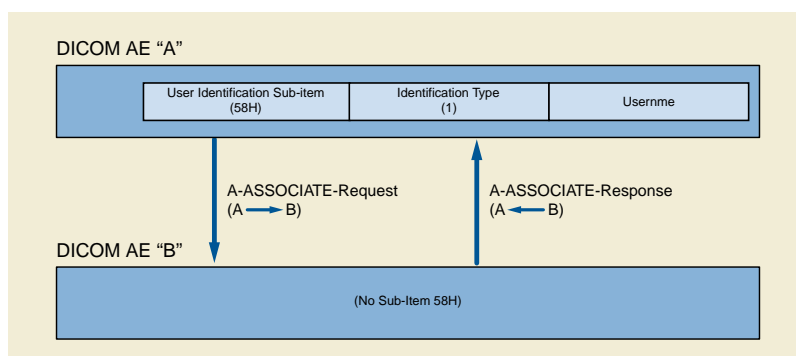 DICOM AE “A”
User Identification Sub-item
(58H)
Identification Type
(1)
Usernme
A-ASSOCIATE-Request
(A B)
A-ASSOCIATE-Response
(A B)
DICOM AE “B”
(No Sub-Item 58H)